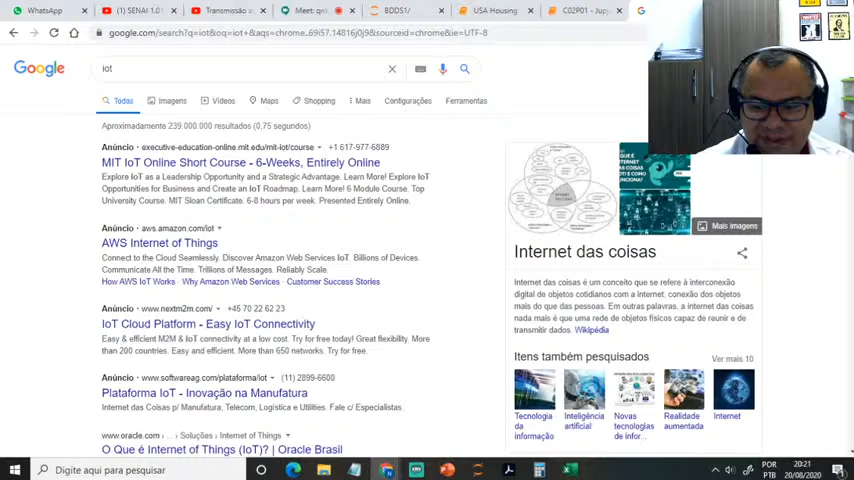 WhatsApp
(1) SENAI 1.01
Transmissão a
Meet: qnk
BDDS1/
USA Housing
C02P01 - Jupy
google.com/search?q=iot&oq=iot+&aqs=chrome..69i57.14816j0j9&sourceid=chrome&ie=UTF-8
Google
iot
Todas
Imagens
Vídeos
Maps
Shopping
Mais
Configurações
Ferramentas
Aproximadamente 239.000.000 resultados (0,75 segundos)
Anúncio · executive-education-online.mit.edu/mit-iot/course +1 617-977-6889
MIT IoT Online Short Course - 6-Weeks, Entirely Online
Explore IoT as a Leadership Opportunity and a Strategic Advantage. Learn More! Explore IoT
Opportunities for Business and Create an IoT Roadmap. Learn More! 6 Module Course. Top
University Course. MIT Sloan Certificate. 6-8 hours per week. Presented Entirely Online.
Anúncio · aws.amazon.com/iot
AWS Internet of Things
Connect to the Cloud Seamlessly. Discover Amazon Web Services IoT. Billions of Devices.
Communicate All the Time. Trillions of Messages. Reliably Scale.
How AWS IoT Works · Why Amazon Web Services · Customer Success Stories
Anúncio · www.nextm2m.com/ +45 70 22 62 23
IoT Cloud Platform - Easy IoT Connectivity
Easy & efficient M2M & IoT connectivity at a low cost. Try for free today! Great flexibility. More
than 200 countries. Easy and efficient. More than 650 networks. Try for free.
Anúncio · www.softwareag.com/plataforma/iot (11) 2899-6600
Plataforma IoT - Inovação na Manufatura
Internet das Coisas p/ Manufatura, Telecom, Logística e Utilities. Fale c/ Especialistas.
www.oracle.com › ... › Soluções › Internet of Things
O Que é Internet of Things (IoT)? | Oracle Brasil
Mais imagens
Internet das coisas
Internet das coisas é um conceito que se refere à interconexão
digital de objetos cotidianos com a internet, conexão dos objetos
mais do que das pessoas. Em outras palavras, a internet das coisas
nada mais é que uma rede de objetos físicos capaz de reunir e de
transmitir dados. Wikipédia
Itens também pesquisados
Ver mais 10
Tecnologia da informação
Inteligência artificial
Novas tecnologias de infor...
Realidade aumentada
Internet
Digite aqui para pesquisar
POR
PTB
20:21
20/08/2020